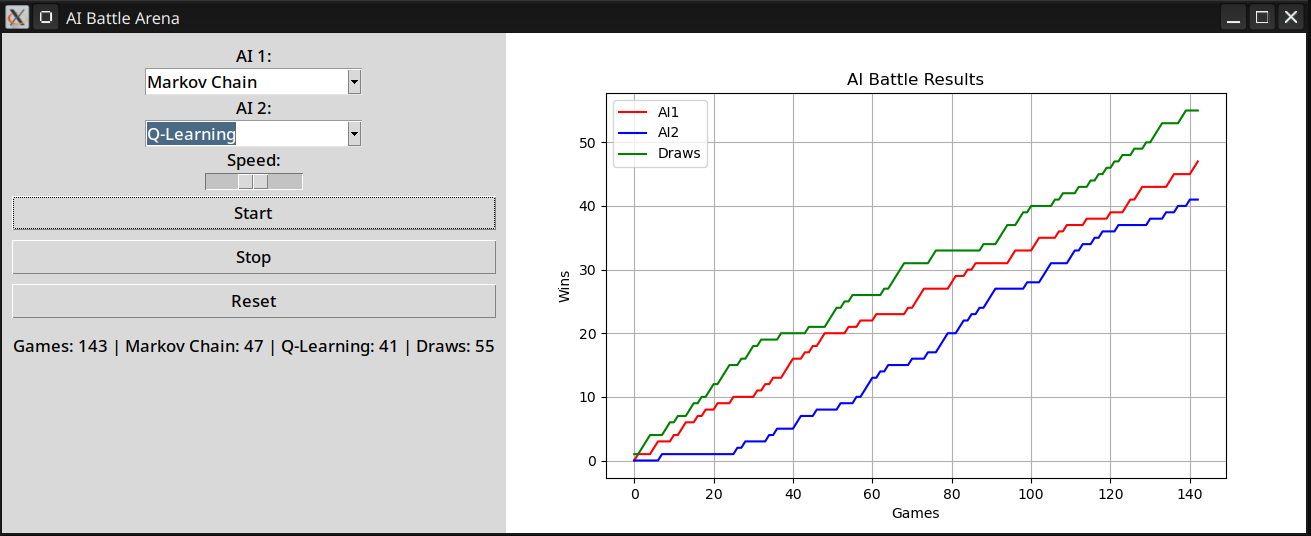 AI Battle Arena
AI 1:
Markov Chain
AI 2:
Q-Learning
Speed:
Start
Stop
Reset
Games: 143 | Markov Chain: 47 | Q-Learning: 41 | Draws: 55
AI Battle Results
AI1
AI2
Draws
Wins
50
40
30
20
10
0
0 20 40 60 80 100 120 140
Games